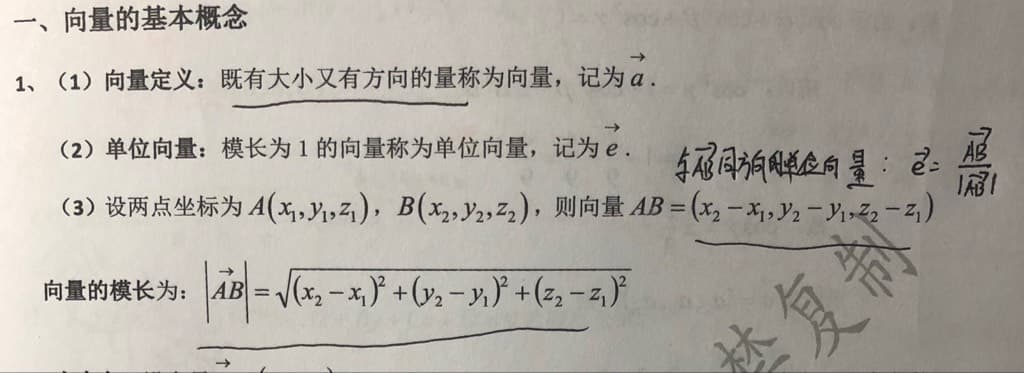 一、向量的基本概念
1、（1）向量定义：既有大小又有方向的量称为向量，记为 $\vec{a}$ .
（2）单位向量：模长为 1 的向量称为单位向量，记为 $\vec{e}$ .
与 $\vec{AB}$ 同方向的单位向量： $\vec{e}=\frac{\vec{AB}}{|\vec{AB}|}$
（3）设两点坐标为 $A(x_1,y_1,z_1)$，$B(x_2,y_2,z_2)$，则向量 $AB=(x_2-x_1,y_2-y_1,z_2-z_1)$
向量的模长为： $|\vec{AB}|=\sqrt{(x_2-x_1)^2+(y_2-y_1)^2+(z_2-z_1)^2}$
禁复制